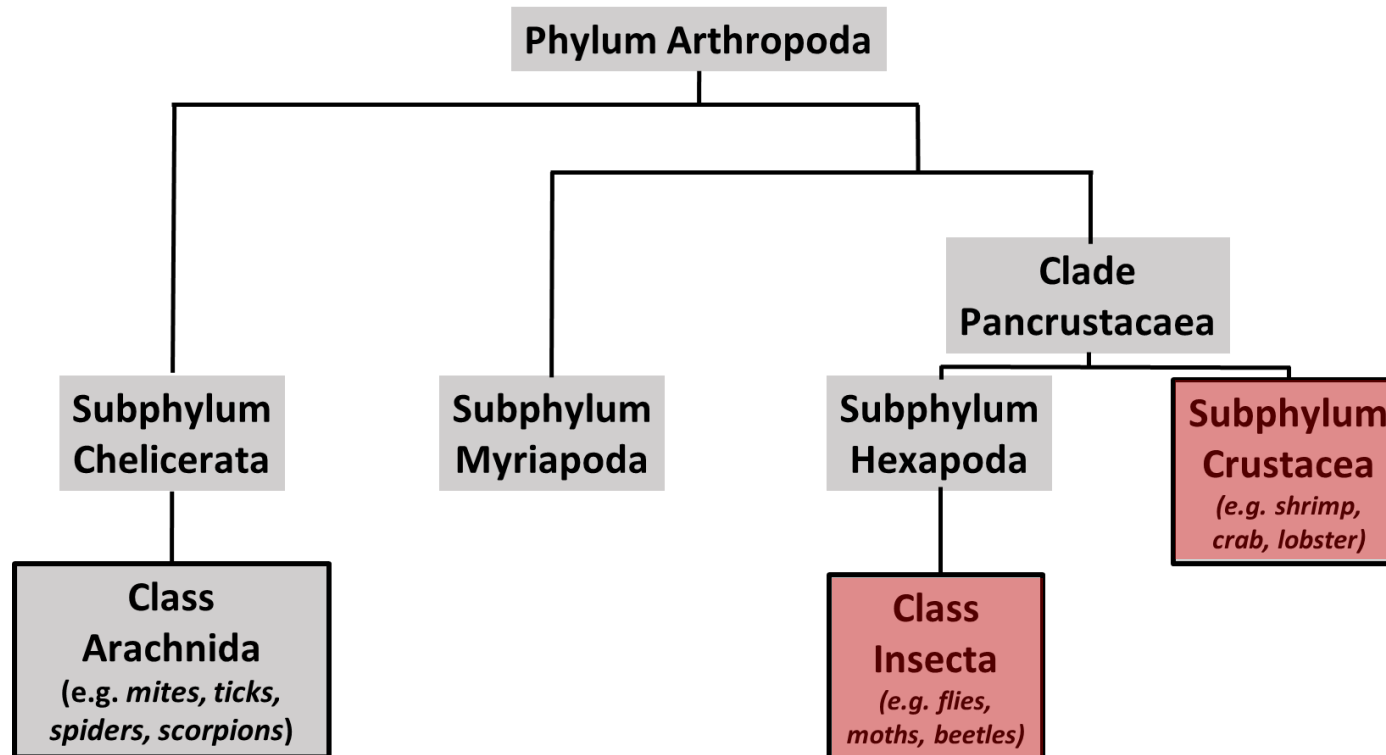 Phylum Arthropoda
Clade
Pancrustacaea
Subphylum
Chelicerata
Subphylum
Myriapoda
Subphylum
Hexapoda
Subphylum
Crustacea
(e.g. shrimp,
crab, lobster)
Class
Arachnida
(e.g. mites, ticks,
spiders, scorpions)
Class
Insecta
(e.g. flies,
moths, beetles)